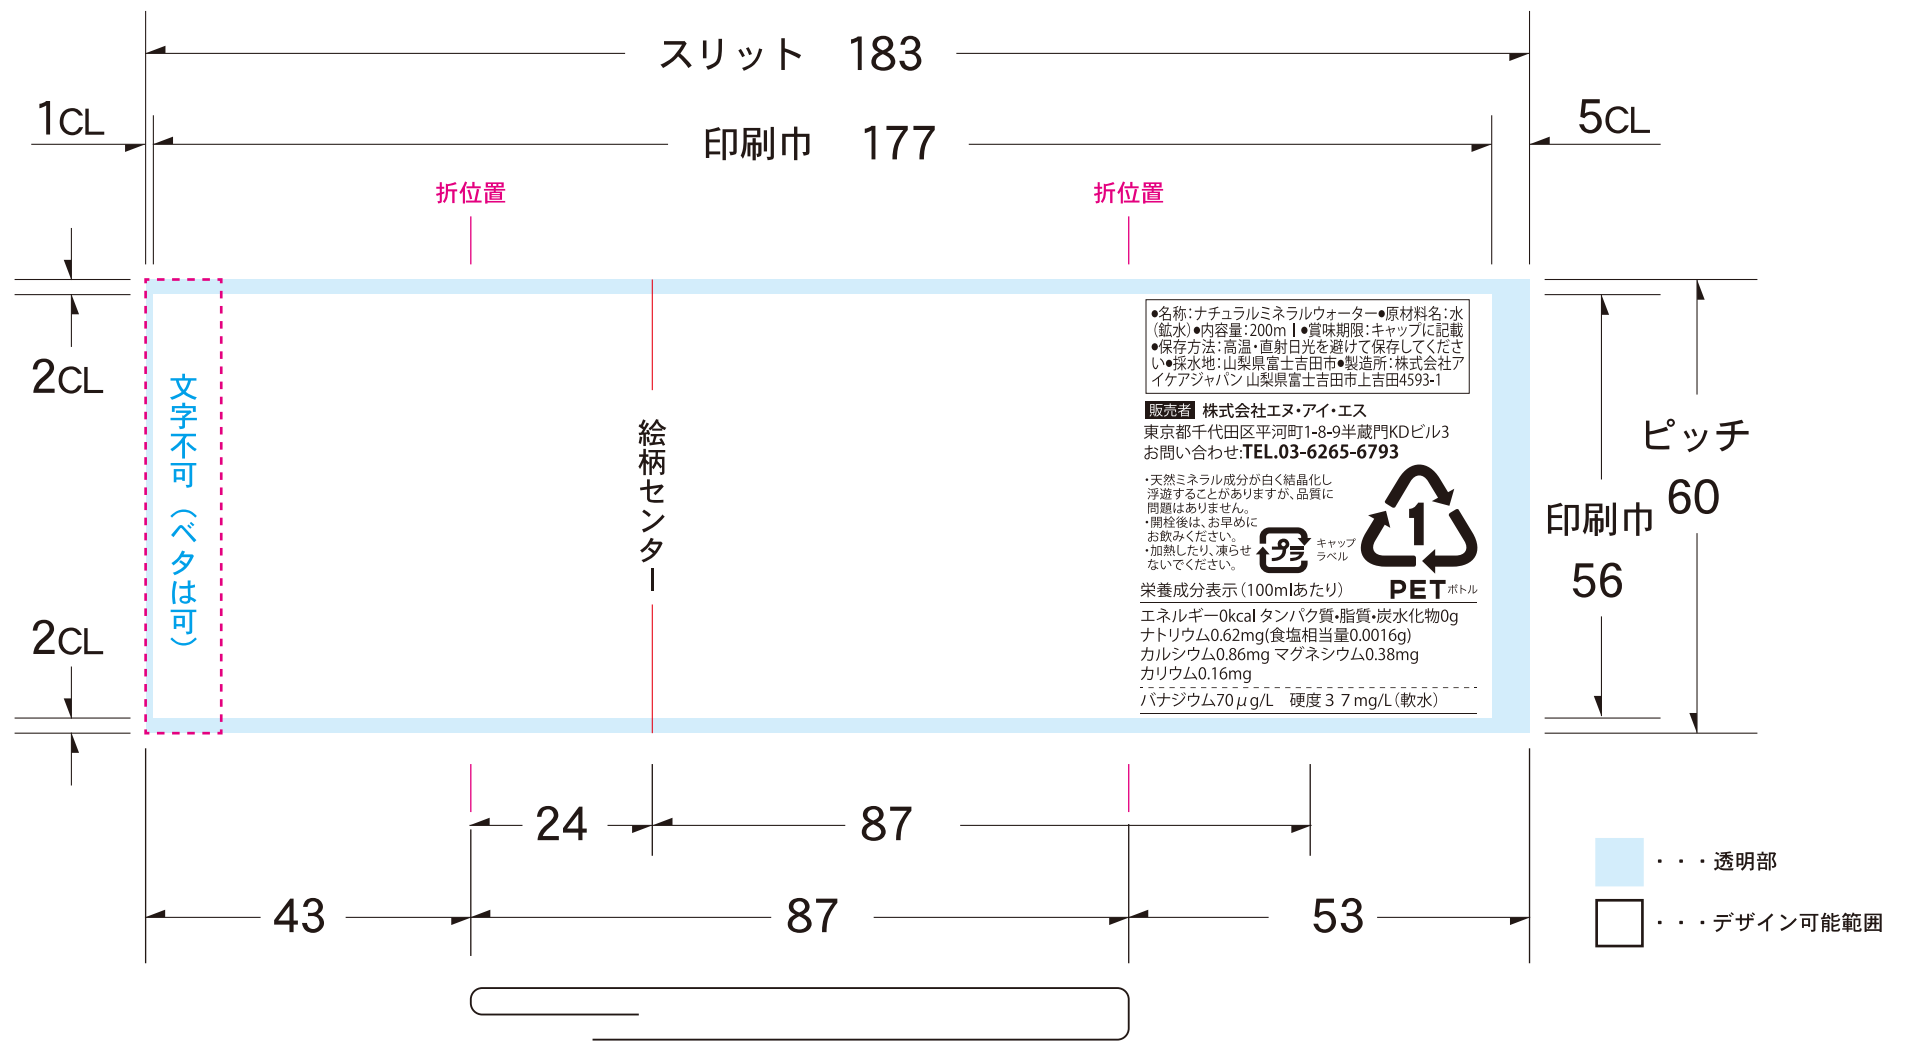 スリット 183
1CL
印刷巾 177
5CL
折位置
折位置
2CL
2CL
文字不可（ベタは可）
絵柄センター
●名称：ナチュラルミネラルウォーター●原材料名：水
（鉱水）●内容量：200ml●賞味期限：キャップに記載
●保存方法：高温・直射日光を避けて保存してくださ
い●採水地：山梨県富士吉田市●製造所：株式会社ア
イケアジャパン 山梨県富士吉田市上吉田4593-1
販売者 株式会社エヌ・アイ・エス
東京都千代田区平河町1-8-9半蔵門KDビル3
お問い合わせ:TEL.03-6265-6793
・天然ミネラル成分が白く結晶化し
浮遊することがありますが、品質に
問題はありません。
・開栓後は、お早めに
お飲みください。
・加熱したり、凍らせ
ないでください。
プラ
キャップ
ラベル
1
PETボトル
栄養成分表示（100mlあたり）
エネルギー0kcal タンパク質・脂質・炭水化物0g
ナトリウム0.62mg(食塩相当量0.0016g)
カルシウム0.86mg マグネシウム0.38mg
カリウム0.16mg
バナジウム70μg/L 硬度３７mg/L（軟水）
ピッチ
60
印刷巾
56
24
87
43
87
53
・・・透明部
・・・デザイン可能範囲